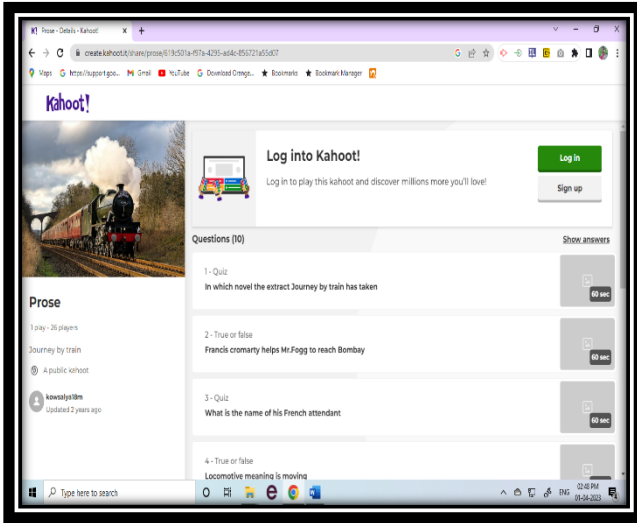 K! Prose - Details - Kahoot! X +
create.kahoot.it/share/prose/619c501a-f97a-4295-ad4c-856721a55d07
Maps https://support.goo... Gmail YouTube Download Orange... Bookmarks Bookmark Manager
Kahoot!
Log into Kahoot!
Log in to play this kahoot and discover millions more you'll love!
Log in
Sign up
Questions (10)
Show answers
1 - Quiz
In which novel the extract Journey by train has taken
60 sec
2 - True or false
Francis cromarty helps Mr.Fogg to reach Bombay
60 sec
3 - Quiz
What is the name of his French attendant
60 sec
4 - True or false
Locomotive meaning is moving
Prose
1 play · 26 players
Journey by train
A public kahoot
kowsalya18m
Updated 2 years ago
Type here to search
ENG
02:48 PM
01-04-2023